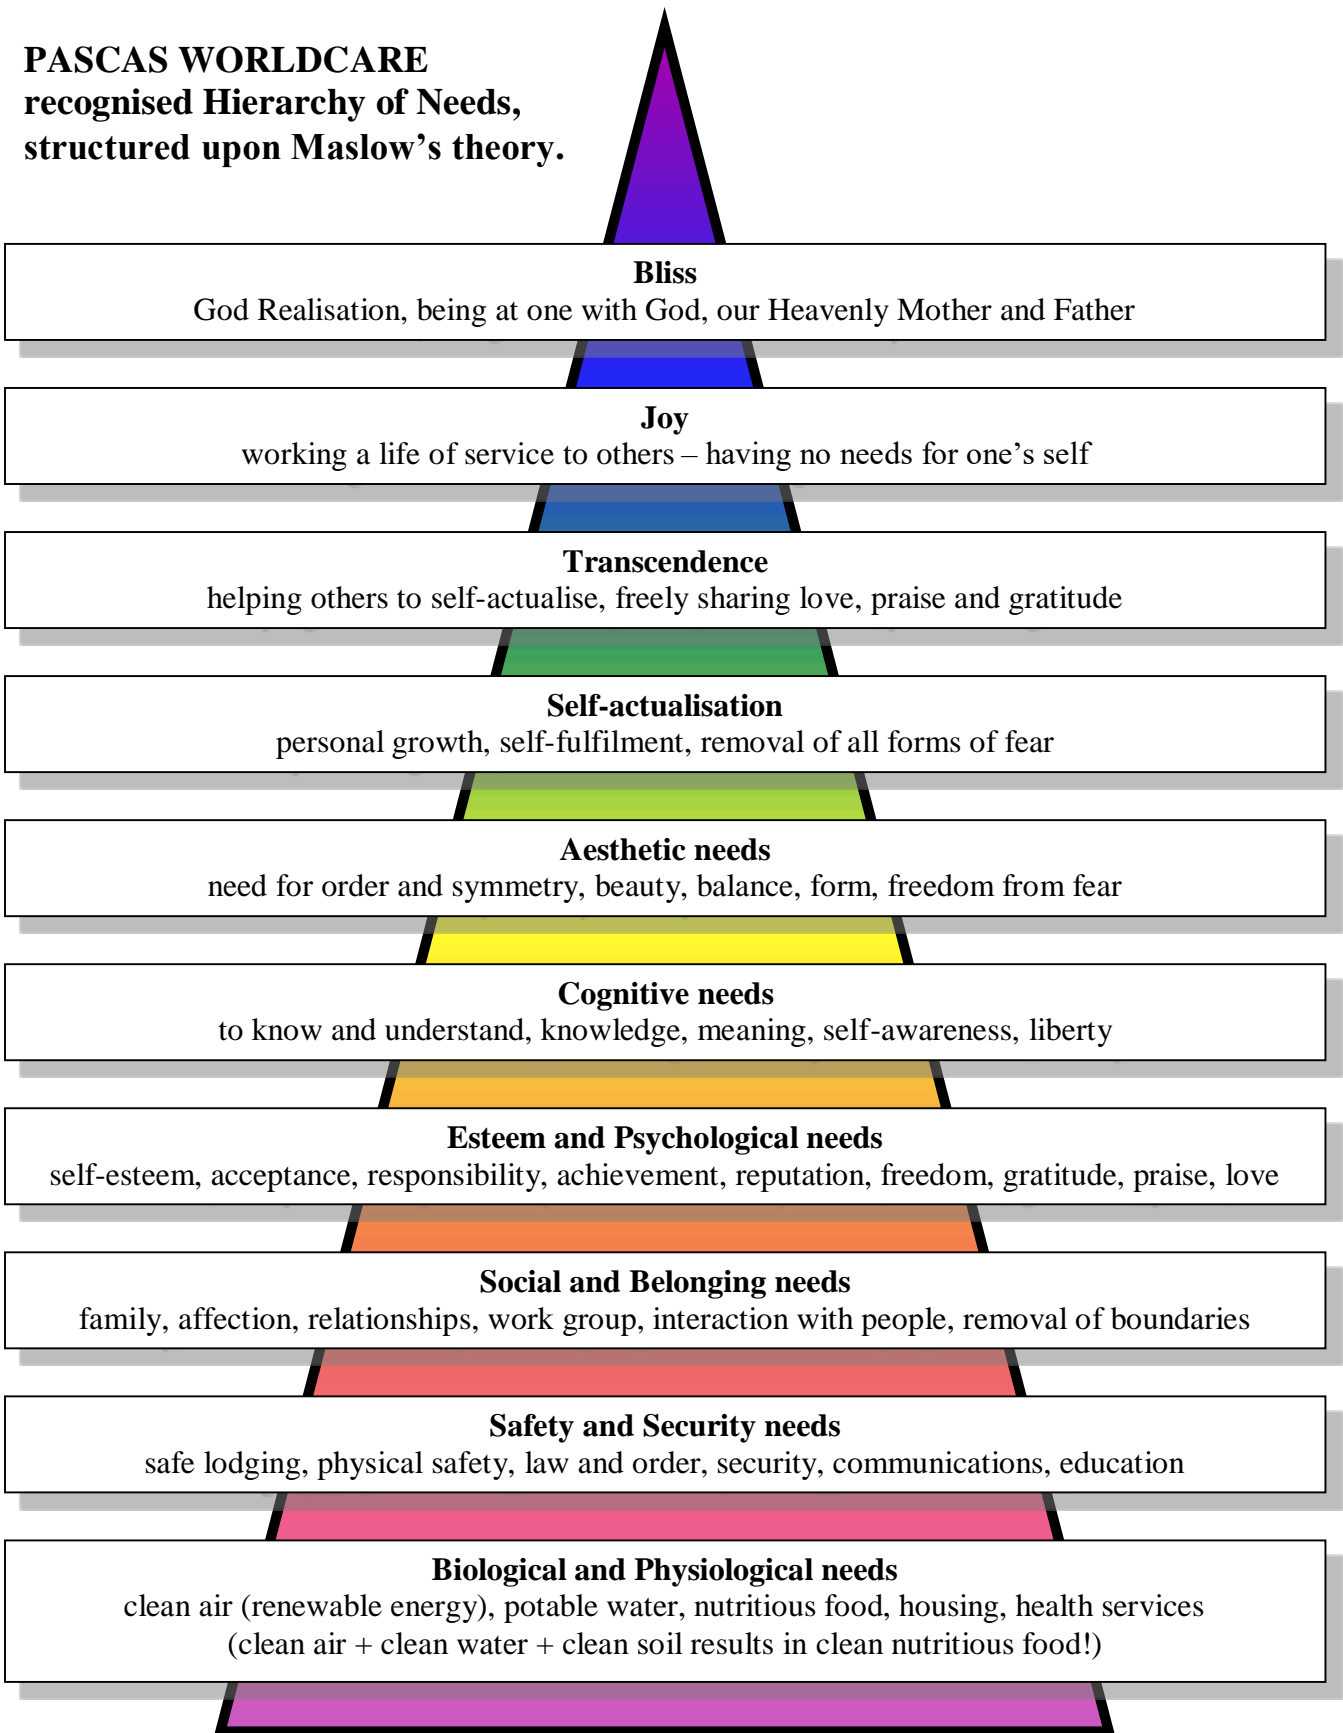 PASCAS WORLDCARE
recognised Hierarchy of Needs,
structured upon Maslow’s theory.
Bliss
God Realisation, being at one with God, our Heavenly Mother and Father
Joy
working a life of service to others – having no needs for one’s self
Transcendence
helping others to self-actualise, freely sharing love, praise and gratitude
Self-actualisation
personal growth, self-fulfilment, removal of all forms of fear
Aesthetic needs
need for order and symmetry, beauty, balance, form, freedom from fear
Cognitive needs
to know and understand, knowledge, meaning, self-awareness, liberty
Esteem and Psychological needs
self-esteem, acceptance, responsibility, achievement, reputation, freedom, gratitude, praise, love
Social and Belonging needs
family, affection, relationships, work group, interaction with people, removal of boundaries
Safety and Security needs
safe lodging, physical safety, law and order, security, communications, education
Biological and Physiological needs
clean air (renewable energy), potable water, nutritious food, housing, health services
(clean air + clean water + clean soil results in clean nutritious food!)